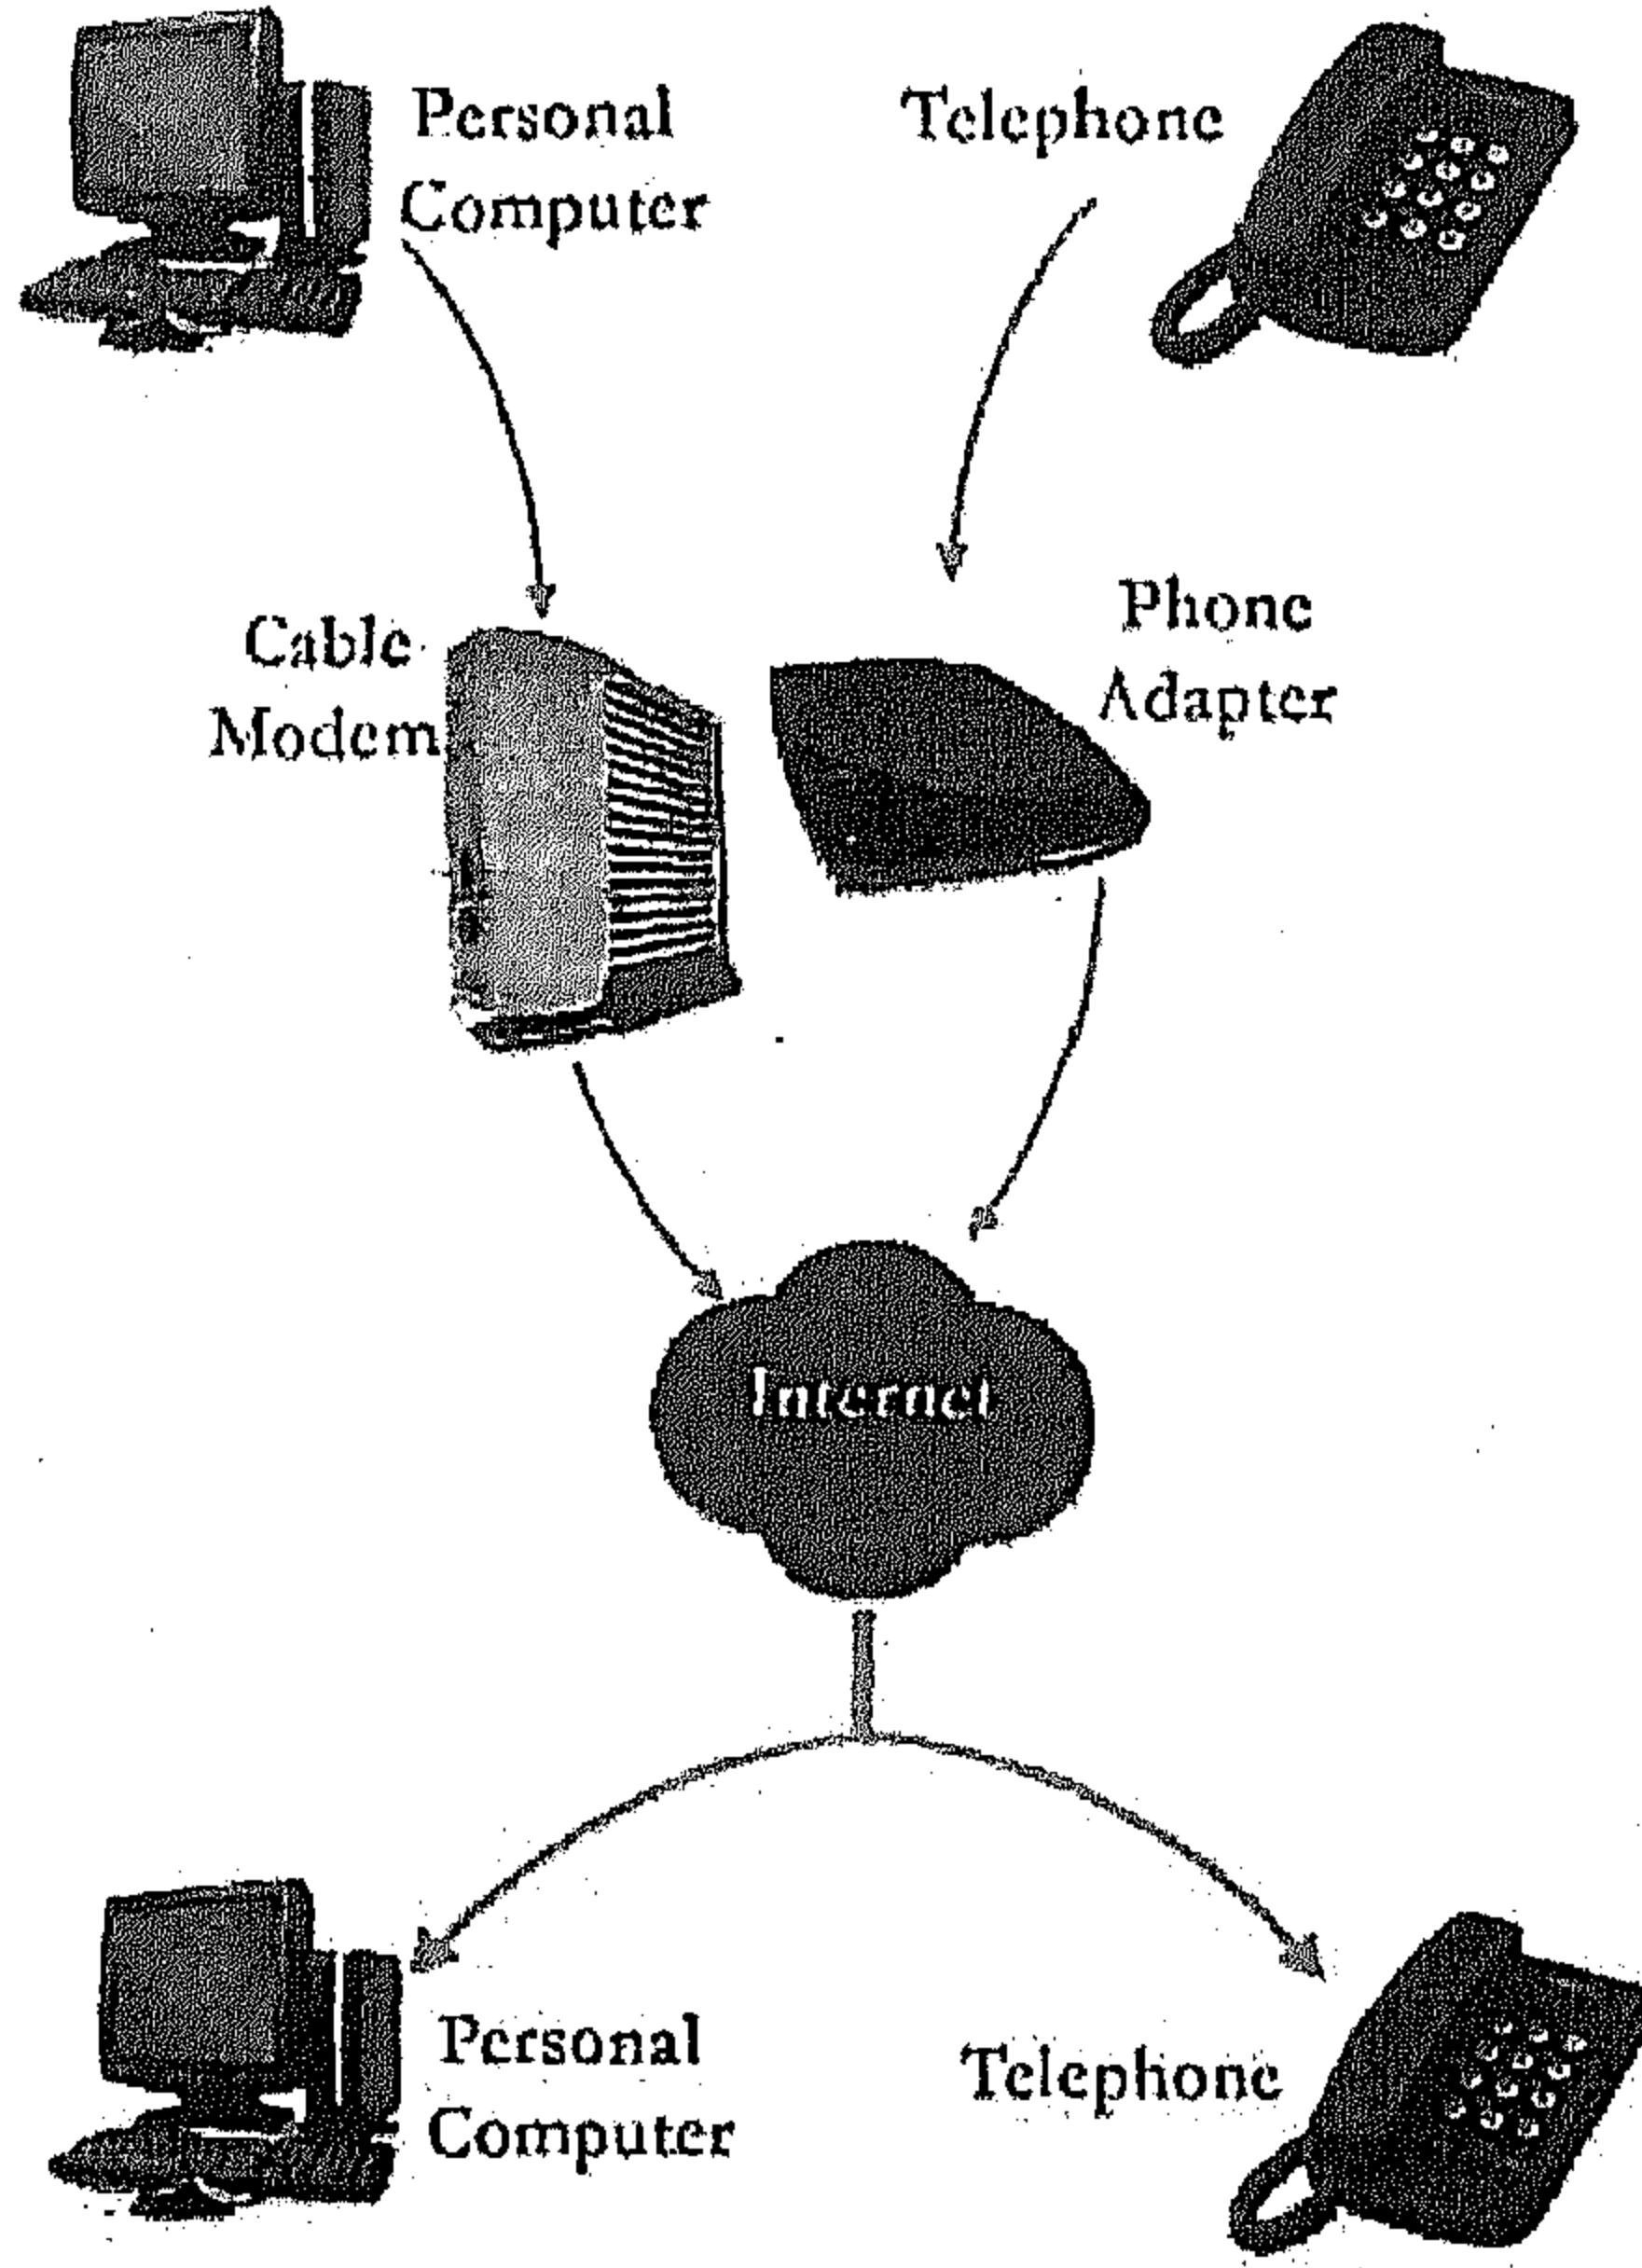 Personal
Computer
Telephone
Cable
Modem
Phone
Adapter
Internet
Personal
Computer
Telephone